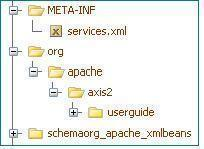 META-INF
services.xml
org
apache
axis2
userguide
schemaorg_apache_xmlbeans